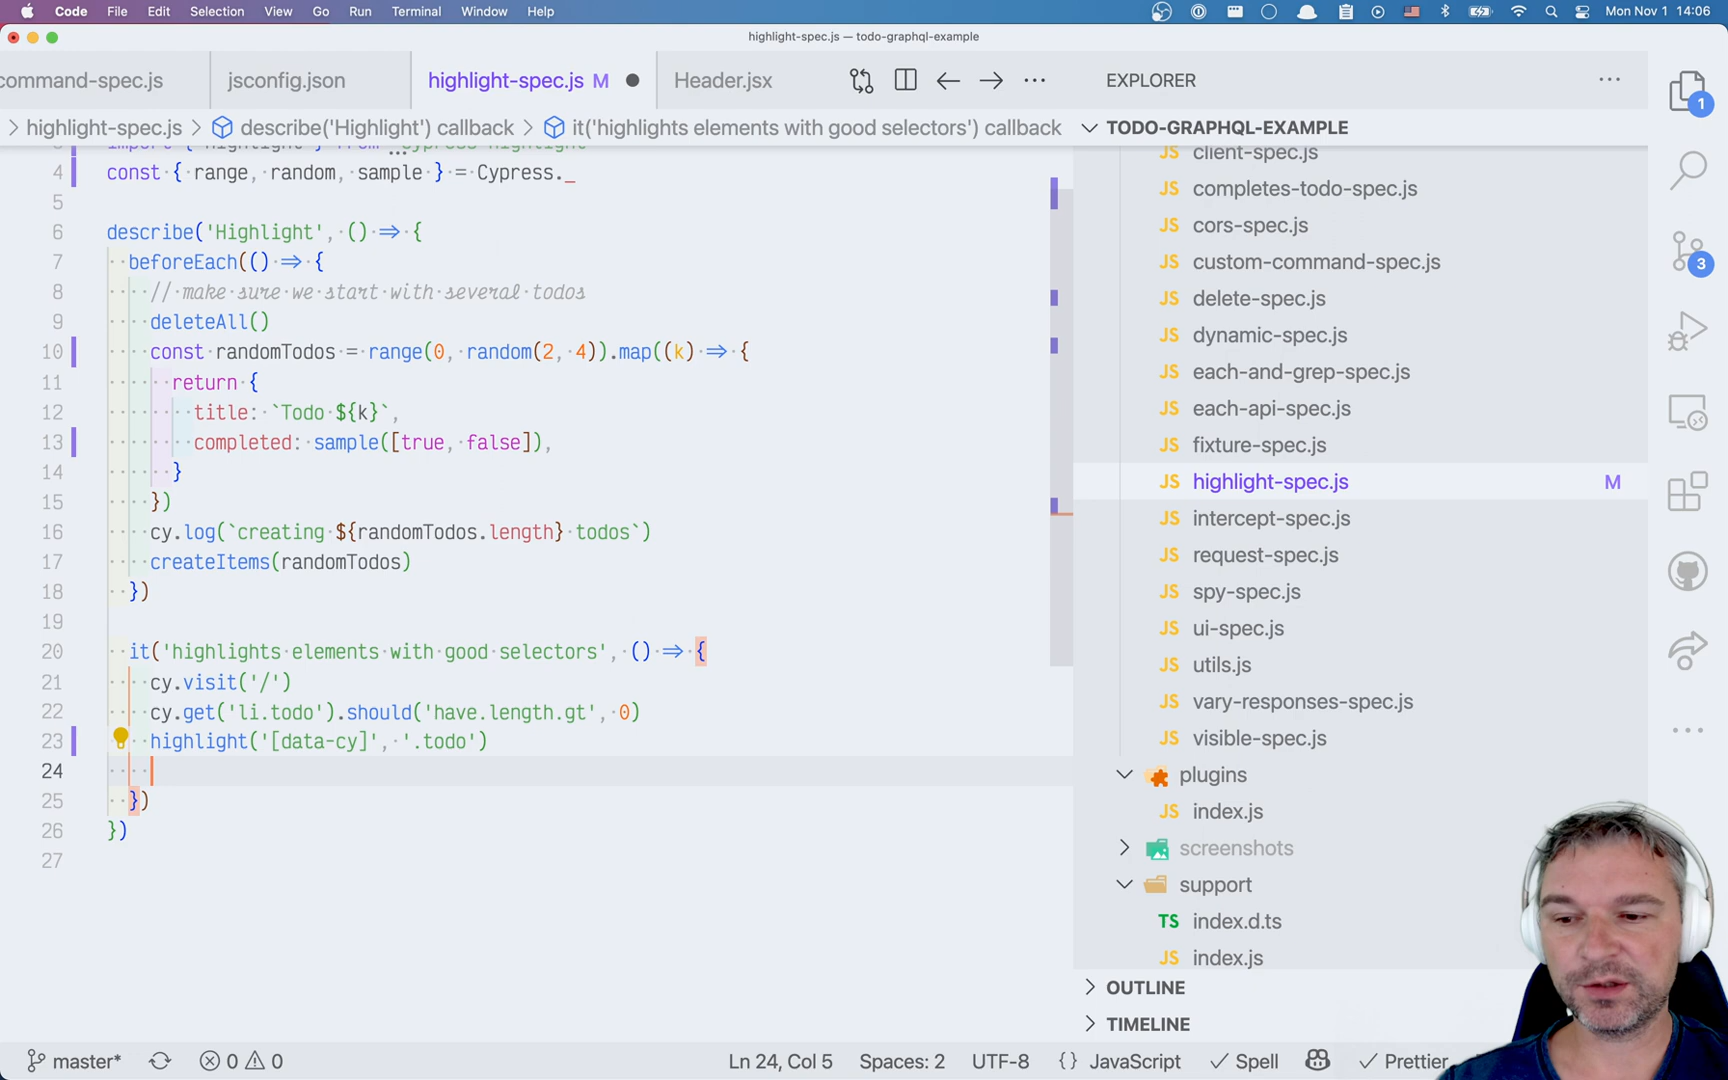 Code File Edit Selection View Go Run Terminal Window Help Mon Nov 1 14:06
highlight-spec.js — todo-graphql-example
command-spec.js jsconfig.json highlight-spec.js M Header.jsx
highlight-spec.js > describe('Highlight') callback > it('highlights elements with good selectors') callback
import { highlight } from 'cypress-highlight'
4 const { range, random, sample } = Cypress._
5
6 describe('Highlight', () => {
7 beforeEach(() => {
8 // make sure we start with several todos
9 deleteAll()
10 const randomTodos = range(0, random(2, 4)).map((k) => {
11 return {
12 title: `Todo ${k}`,
13 completed: sample([true, false]),
14 }
15 })
16 cy.log(`creating ${randomTodos.length} todos`)
17 createItems(randomTodos)
18 })
19
20 it('highlights elements with good selectors', () => {
21 cy.visit('/')
22 cy.get('li.todo').should('have.length.gt', 0)
23 highlight('[data-cy]', '.todo')
24
25 })
26 })
27
EXPLORER
TODO-GRAPHQL-EXAMPLE
JS client-spec.js
JS completes-todo-spec.js
JS cors-spec.js
JS custom-command-spec.js
JS delete-spec.js
JS dynamic-spec.js
JS each-and-grep-spec.js
JS each-api-spec.js
JS fixture-spec.js
JS highlight-spec.js M
JS intercept-spec.js
JS request-spec.js
JS spy-spec.js
JS ui-spec.js
JS utils.js
JS vary-responses-spec.js
JS visible-spec.js
plugins
JS index.js
screenshots
support
TS index.d.ts
JS index.js
OUTLINE
TIMELINE
1
3
master* 0 0 Ln 24, Col 5 Spaces: 2 UTF-8 {} JavaScript Spell Prettier